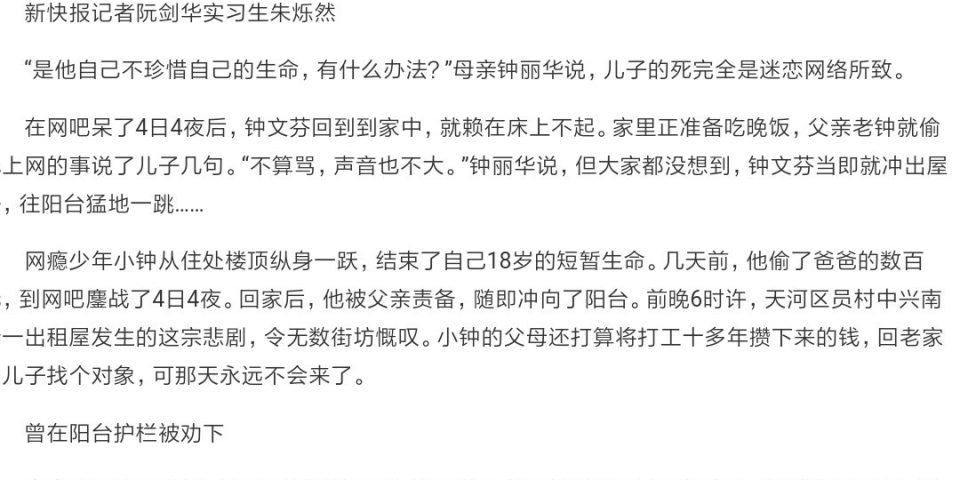 新快报记者阮剑华实习生朱烁然
“是他自己不珍惜自己的生命，有什么办法？”母亲钟丽华说，儿子的死完全是迷恋网络所致。
在网吧呆了4日4夜后，钟文芬回到到家中，就赖在床上不起。家里正准备吃晚饭，父亲老钟就偷
上网的事说了儿子几句。“不算骂，声音也不大。”钟丽华说，但大家都没想到，钟文芬当即就冲出屋
，往阳台猛地一跳……
网瘾少年小钟从住处楼顶纵身一跃，结束了自己18岁的短暂生命。几天前，他偷了爸爸的数百
，到网吧鏖战了4日4夜。回家后，他被父亲责备，随即冲向了阳台。前晚6时许，天河区员村中兴南
一出租屋发生的这宗悲剧，令无数街坊慨叹。小钟的父母还打算将打工十多年攒下来的钱，回老家
儿子找个对象，可那天永远不会来了。
曾在阳台护栏被劝下